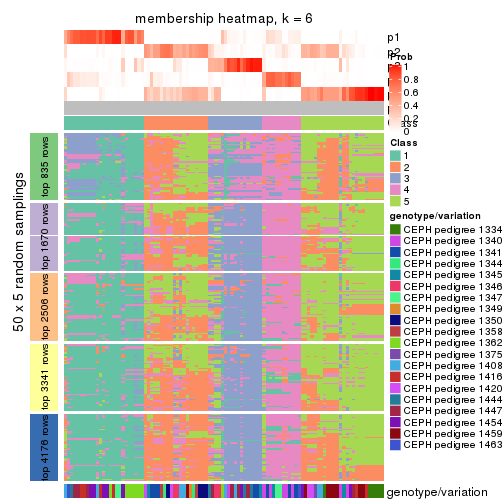 membership heatmap, k = 6
p1
p2
Prob
1
0.8
0.6
0.4
0.2
0
Class
1
2
3
4
5
genotype/variation
CEPH pedigree 1334
CEPH pedigree 1340
CEPH pedigree 1341
CEPH pedigree 1344
CEPH pedigree 1345
CEPH pedigree 1346
CEPH pedigree 1347
CEPH pedigree 1349
CEPH pedigree 1350
CEPH pedigree 1358
CEPH pedigree 1362
CEPH pedigree 1375
CEPH pedigree 1408
CEPH pedigree 1416
CEPH pedigree 1420
CEPH pedigree 1444
CEPH pedigree 1447
CEPH pedigree 1454
CEPH pedigree 1459
CEPH pedigree 1463
50 x 5 random samplings
top 835 rows
top 1670 rows
top 2506 rows
top 3341 rows
top 4176 rows
genotype/variation